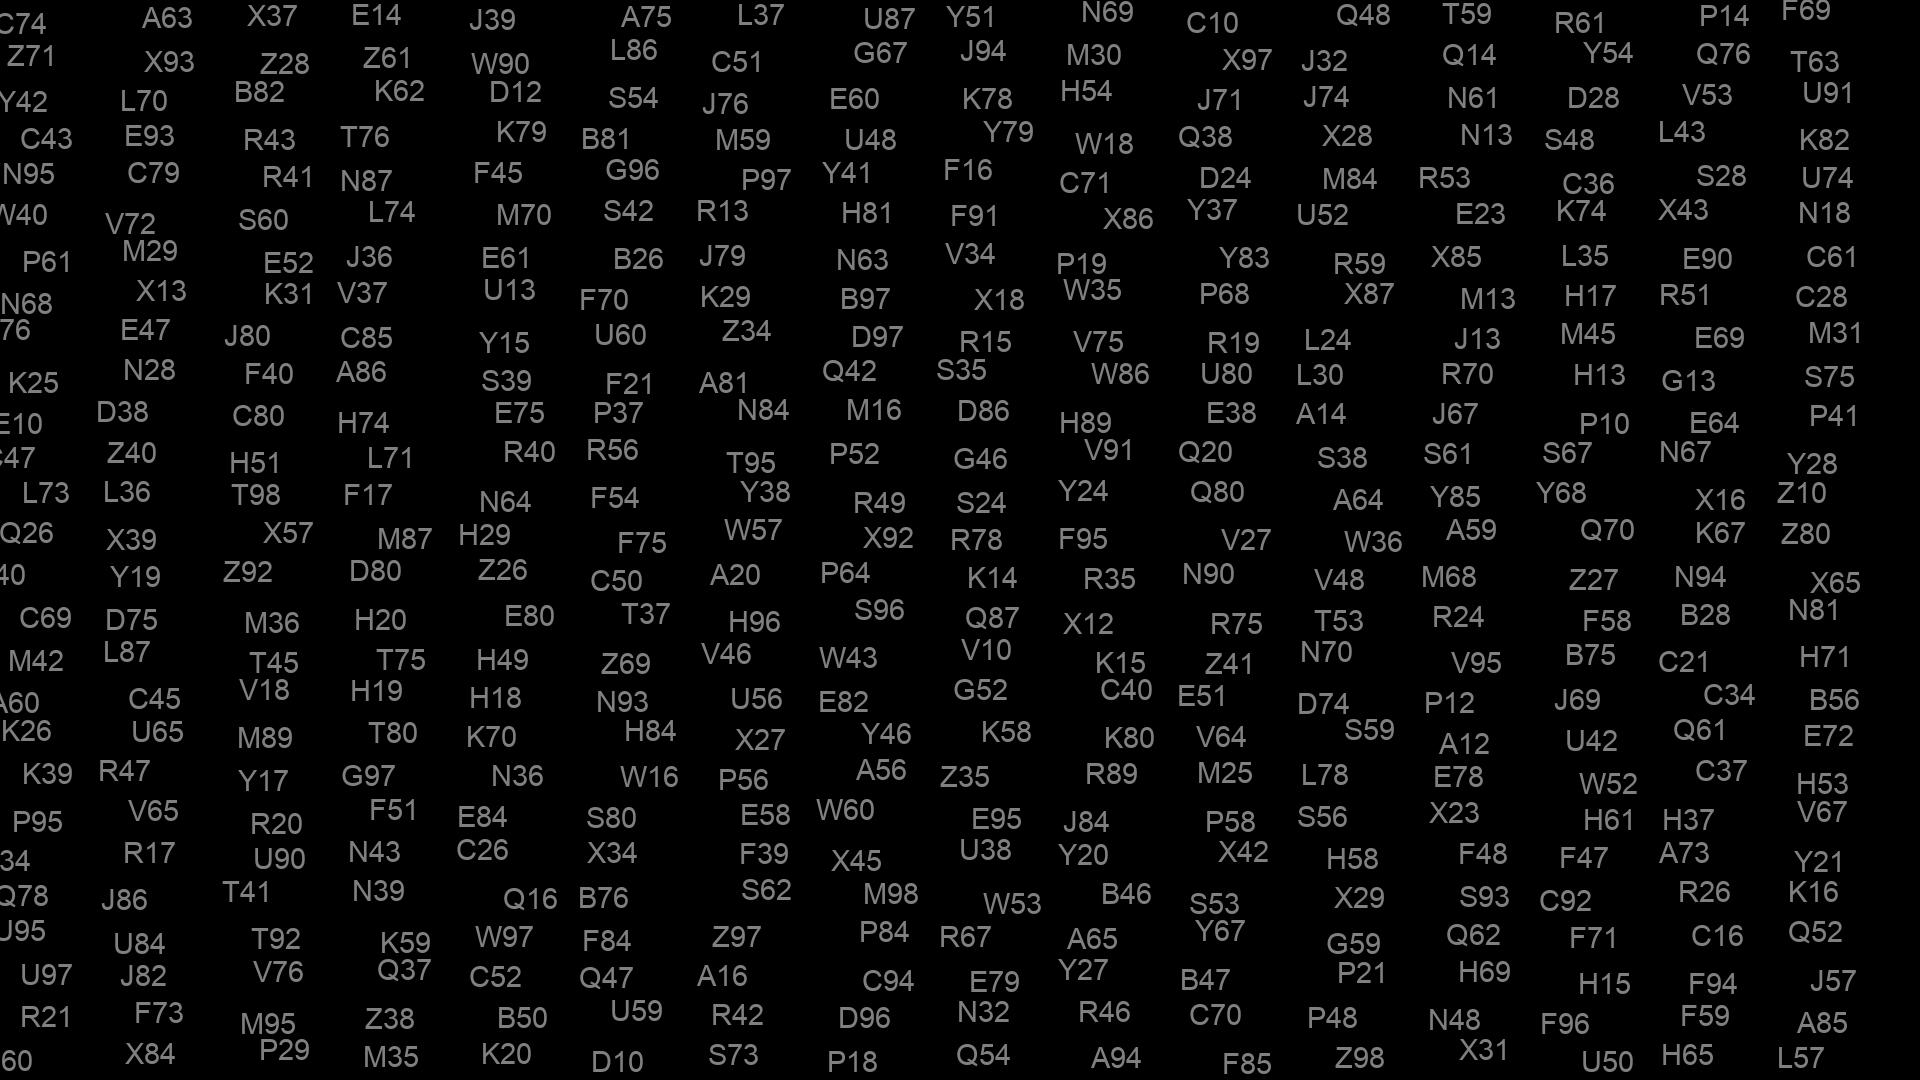 C74 A63 X37 E14 J39 A75 L37 U87 Y51 N69 C10 Q48 T59 R61 P14 F69
Z71 X93 Z28 Z61 W90 L86 C51 G67 J94 M30 X97 J32 Q14 Y54 Q76 T63
Y42 L70 B82 K62 D12 S54 J76 E60 K78 H54 J71 J74 N61 D28 V53 U91
C43 E93 R43 T76 K79 B81 M59 U48 Y79 W18 Q38 X28 N13 S48 L43 K82
N95 C79 R41 N87 F45 G96 P97 Y41 F16 C71 D24 M84 R53 C36 S28 U74
W40 V72 S60 L74 M70 S42 R13 H81 F91 X86 Y37 U52 E23 K74 X43 N18
P61 M29 E52 J36 E61 B26 J79 N63 V34 P19 Y83 R59 X85 L35 E90 C61
N68 X13 K31 V37 U13 F70 K29 B97 X18 W35 P68 X87 M13 H17 R51 C28
76 E47 J80 C85 Y15 U60 Z34 D97 R15 V75 R19 L24 J13 M45 E69 M31
K25 N28 F40 A86 S39 F21 A81 Q42 S35 W86 U80 L30 R70 H13 G13 S75
E10 D38 C80 H74 E75 P37 N84 M16 D86 H89 E38 A14 J67 P10 E64 P41
47 Z40 H51 L71 R40 R56 T95 P52 G46 V91 Q20 S38 S61 S67 N67 Y28
L73 L36 T98 F17 N64 F54 Y38 R49 S24 Y24 Q80 A64 Y85 Y68 X16 Z10
Q26 X39 X57 M87 H29 F75 W57 X92 R78 F95 V27 W36 A59 Q70 K67 Z80
40 Y19 Z92 D80 Z26 C50 A20 P64 K14 R35 N90 V48 M68 Z27 N94 X65
C69 D75 M36 H20 E80 T37 H96 S96 Q87 X12 R75 T53 R24 F58 B28 N81
M42 L87 T45 T75 H49 Z69 V46 W43 V10 K15 Z41 N70 V95 B75 C21 H71
A60 C45 V18 H19 H18 N93 U56 E82 G52 C40 E51 D74 P12 J69 C34 B56
K26 U65 M89 T80 K70 H84 X27 Y46 K58 K80 V64 S59 A12 U42 Q61 E72
K39 R47 Y17 G97 N36 W16 P56 A56 Z35 R89 M25 L78 E78 W52 C37 H53
P95 V65 R20 F51 E84 S80 E58 W60 E95 J84 P58 S56 X23 H61 H37 V67
34 R17 U90 N43 C26 X34 F39 X45 U38 Y20 X42 H58 F48 F47 A73 Y21
Q78 J86 T41 N39 Q16 B76 S62 M98 W53 B46 S53 X29 S93 C92 R26 K16
U95 U84 T92 K59 W97 F84 Z97 P84 R67 A65 Y67 G59 Q62 F71 C16 Q52
U97 J82 V76 Q37 C52 Q47 A16 C94 E79 Y27 B47 P21 H69 H15 F94 J57
R21 F73 M95 Z38 B50 U59 R42 D96 N32 R46 C70 P48 N48 F96 F59 A85
60 X84 P29 M35 K20 D10 S73 P18 Q54 A94 F85 Z98 X31 U50 H65 L57